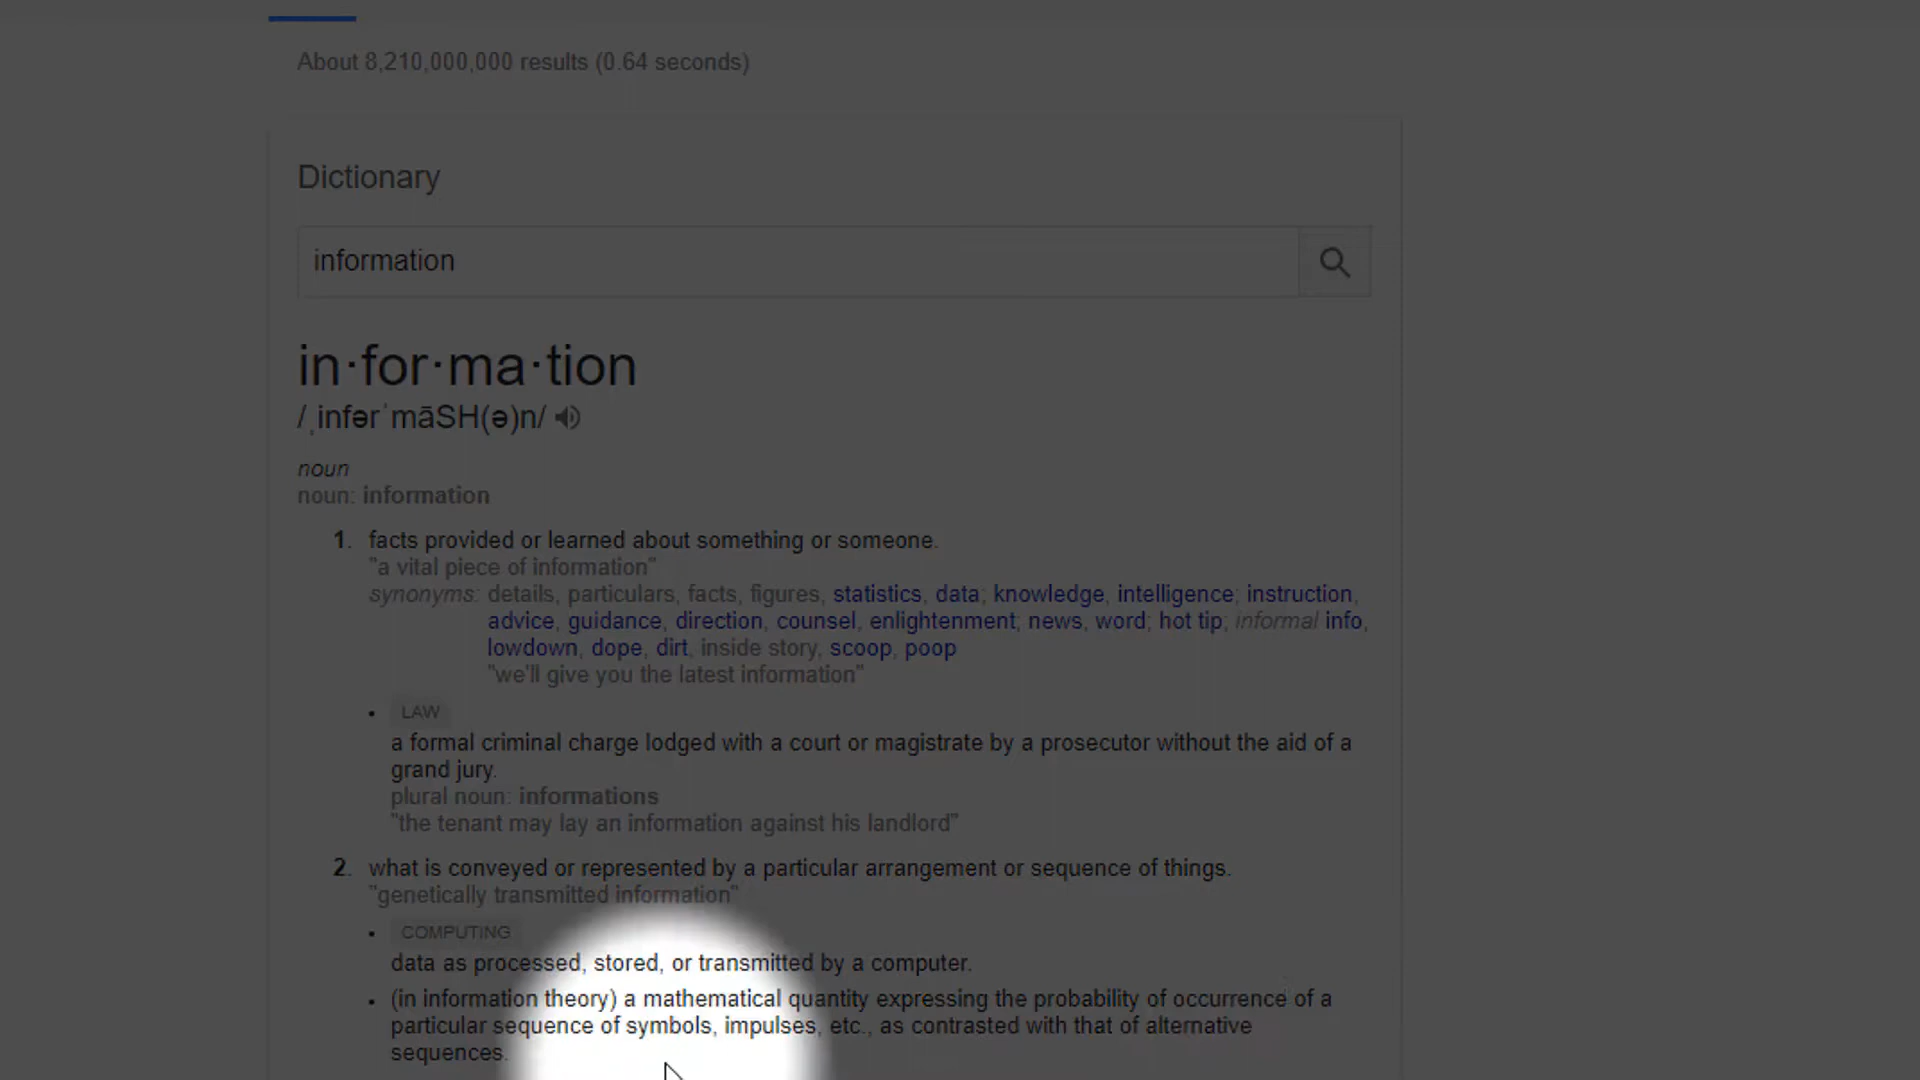 About 8,210,000,000 results (0.64 seconds)
Dictionary
information
in·for·ma·tion
/ˌinfərˈmāSH(ə)n/
noun
noun: information
1. facts provided or learned about something or someone.
"a vital piece of information"
synonyms: details, particulars, facts, figures, statistics, data; knowledge, intelligence; instruction,
advice, guidance, direction, counsel, enlightenment; news, word; hot tip; informal info,
lowdown, dope, dirt, inside story, scoop, poop
"we'll give you the latest information"
• LAW
a formal criminal charge lodged with a court or magistrate by a prosecutor without the aid of a
grand jury.
plural noun: informations
"the tenant may lay an information against his landlord"
2. what is conveyed or represented by a particular arrangement or sequence of things.
"genetically transmitted information"
• COMPUTING
data as processed, stored, or transmitted by a computer.
• (in information theory) a mathematical quantity expressing the probability of occurrence of a
particular sequence of symbols, impulses, etc., as contrasted with that of alternative
sequences.